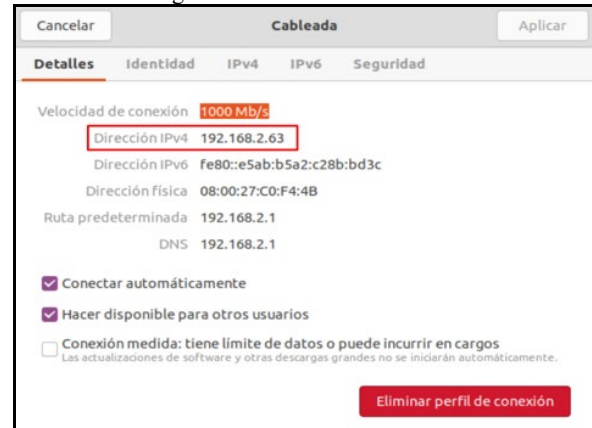 Cancelar Cableada Aplicar
Detalles Identidad IPv4 IPv6 Seguridad
Velocidad de conexión 1000 Mb/s
Dirección IPv4 192.168.2.63
Dirección IPv6 fe80::e5ab:b5a2:c28b:bd3c
Dirección física 08:00:27:C0:F4:4B
Ruta predeterminada 192.168.2.1
DNS 192.168.2.1
Conectar automáticamente
Hacer disponible para otros usuarios
Conexión medida: tiene límite de datos o puede incurrir en cargos
Las actualizaciones de software y otras descargas grandes no se iniciarán automáticamente.
Eliminar perfil de conexión